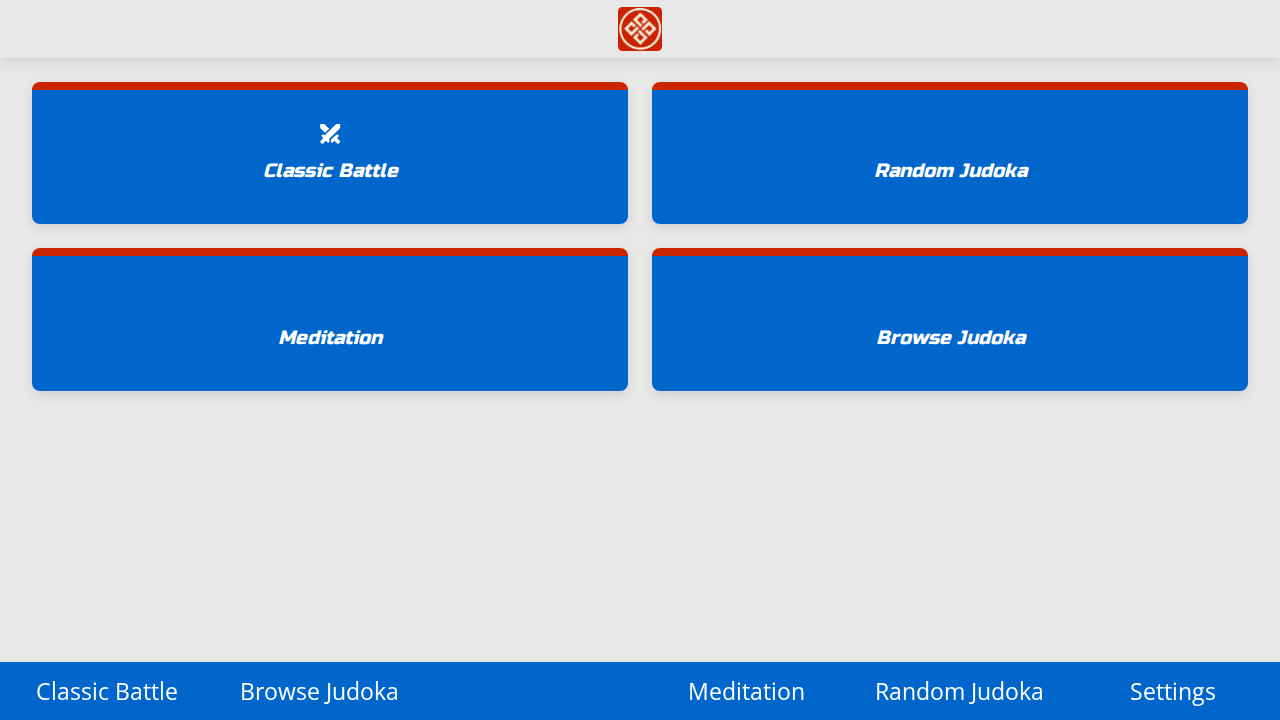 Classic Battle
Random Judoka
Meditation
Browse Judoka
Classic Battle
Browse Judoka
Meditation
Random Judoka
Settings